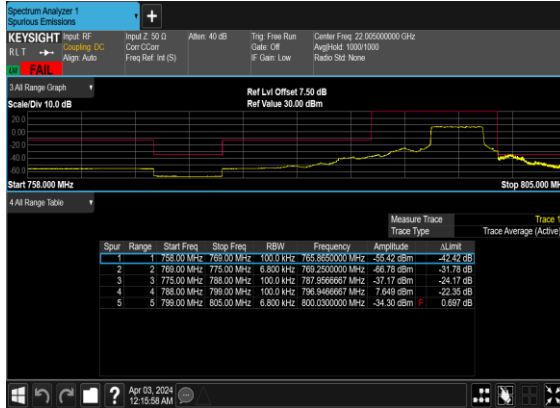 Spectrum Analyzer 1
Spurious Emissions
KEYSIGHT Input: RF Input Z: 50 Ω Atten: 40 dB Trig: Free Run Center Freq: 22.005000000 GHz
RLT Coupling: DC Corr CCorr Gate: Off Avg|Hold: 1000/1000
Align: Auto Freq Ref: Int (S) IF Gain: Low Radio Std: None
FAIL
3 All Range Graph Ref Lvl Offset 7.50 dB
Scale/Div 10.0 dB Ref Value 30.00 dBm
20.0
0.00
-20.0
-40.0
-60.0
Start 758.000 MHz Stop 805.000 MH
4 All Range Table
Measure Trace Trace 1
Trace Type Trace Average (Active)
Spur Range Start Freq Stop Freq RBW Frequency Amplitude ΔLimit
1 1 758.00 MHz 769.00 MHz 100.0 kHz 765.8650000 MHz -55.42 dBm -42.42 dB
2 2 769.00 MHz 775.00 MHz 6.800 kHz 769.2500000 MHz -66.78 dBm -31.78 dB
3 3 775.00 MHz 788.00 MHz 100.0 kHz 787.9566667 MHz -37.17 dBm -24.17 dB
4 4 788.00 MHz 799.00 MHz 100.0 kHz 796.9466667 MHz 7.649 dBm -22.35 dB
5 5 799.00 MHz 805.00 MHz 6.800 kHz 800.0300000 MHz -34.30 dBm F 0.697 dB
? Apr 03, 2024
12:15:58 AM